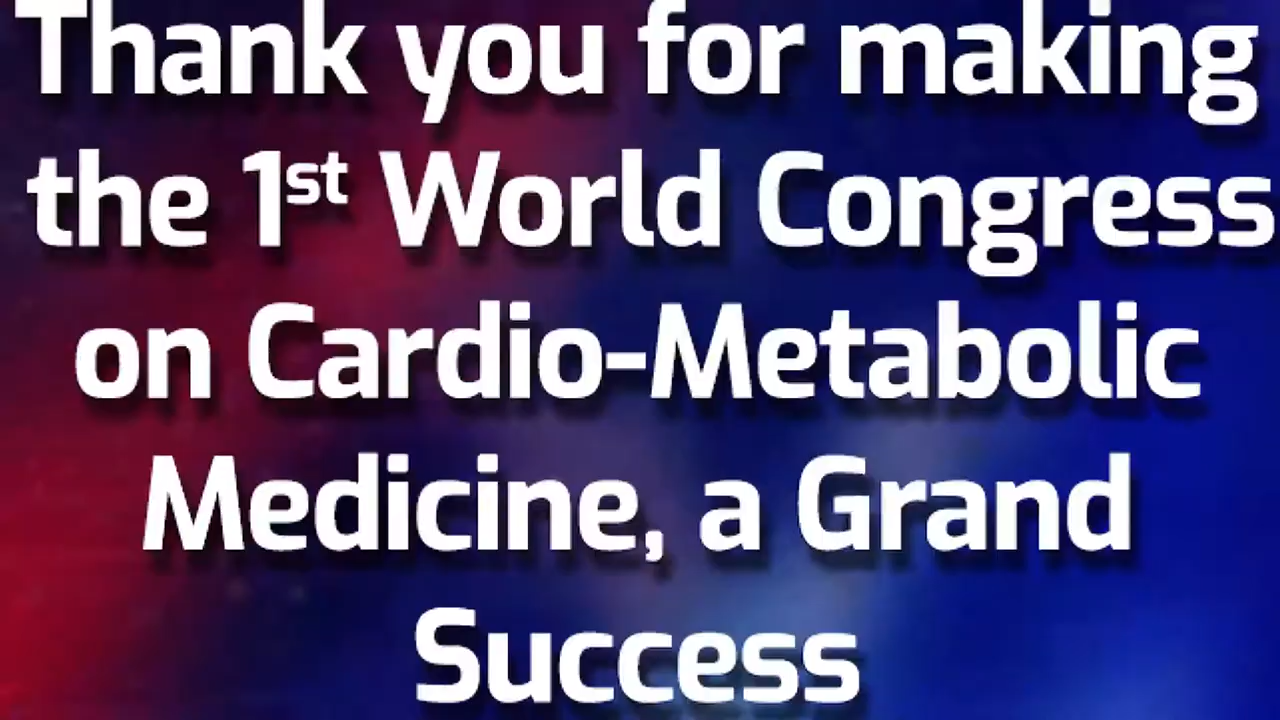 Thank you for making
the 1st World Congress
on Cardio-Metabolic
Medicine, a Grand
Success